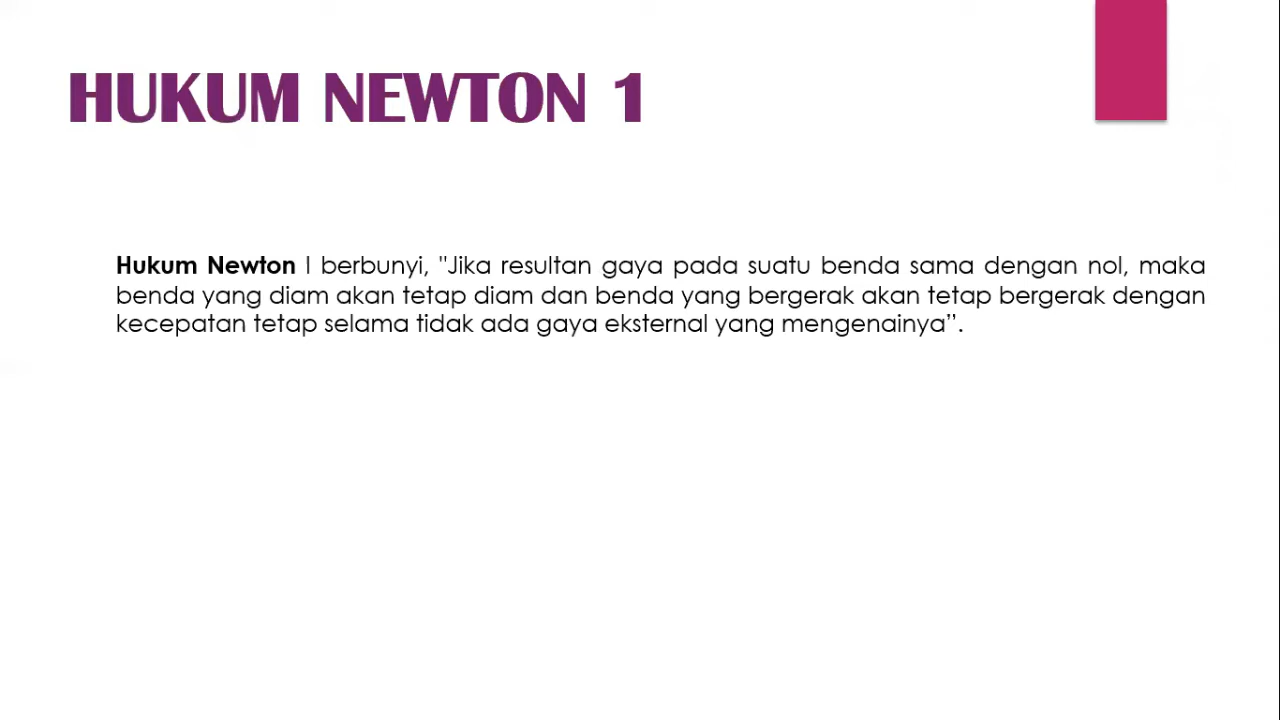 HUKUM NEWTON 1
Hukum Newton I berbunyi, "Jika resultan gaya pada suatu benda sama dengan nol, maka
benda yang diam akan tetap diam dan benda yang bergerak akan tetap bergerak dengan
kecepatan tetap selama tidak ada gaya eksternal yang mengenainya”.